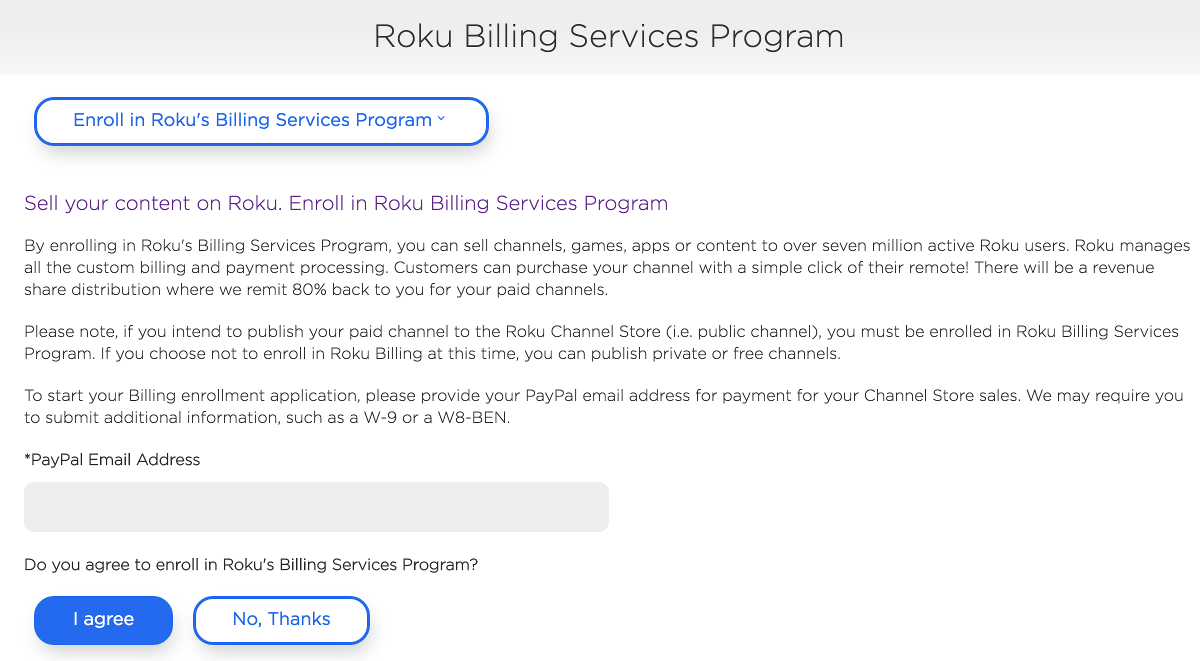 Roku Billing Services Program
Enroll in Roku's Billing Services Program
Sell your content on Roku. Enroll in Roku Billing Services Program
By enrolling in Roku's Billing Services Program, you can sell channels, games, apps or content to over seven million active Roku users. Roku manages
all the custom billing and payment processing. Customers can purchase your channel with a simple click of their remote! There will be a revenue
share distribution where we remit 80% back to you for your paid channels.
Please note, if you intend to publish your paid channel to the Roku Channel Store (i.e. public channel), you must be enrolled in Roku Billing Services
Program. If you choose not to enroll in Roku Billing at this time, you can publish private or free channels.
To start your Billing enrollment application, please provide your PayPal email address for payment for your Channel Store sales. We may require you
to submit additional information, such as a W-9 or a W8-BEN.
*PayPal Email Address
Do you agree to enroll in Roku's Billing Services Program?
I agree
No, Thanks